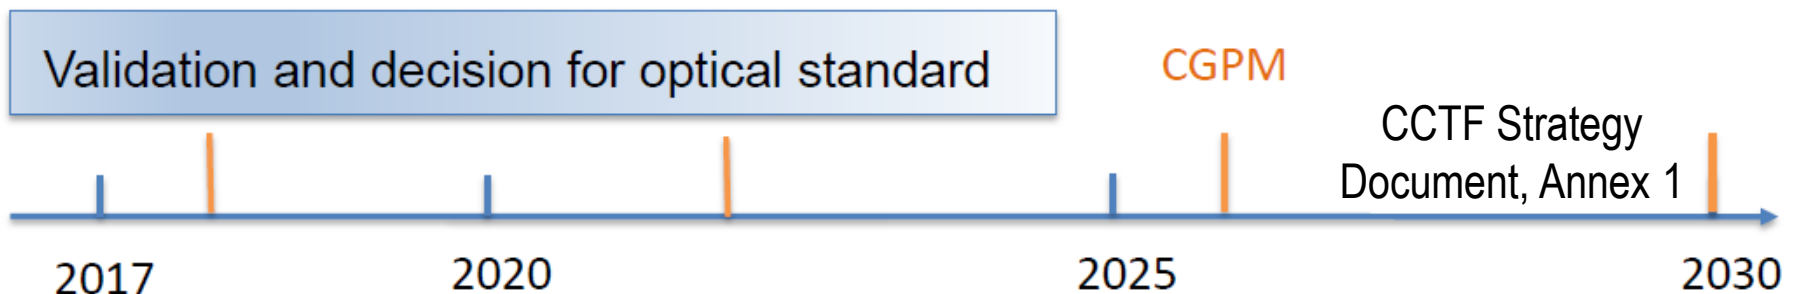 Validation and decision for optical standard
CGPM
CCTF Strategy
Document, Annex 1
2017
2020
2025
2030